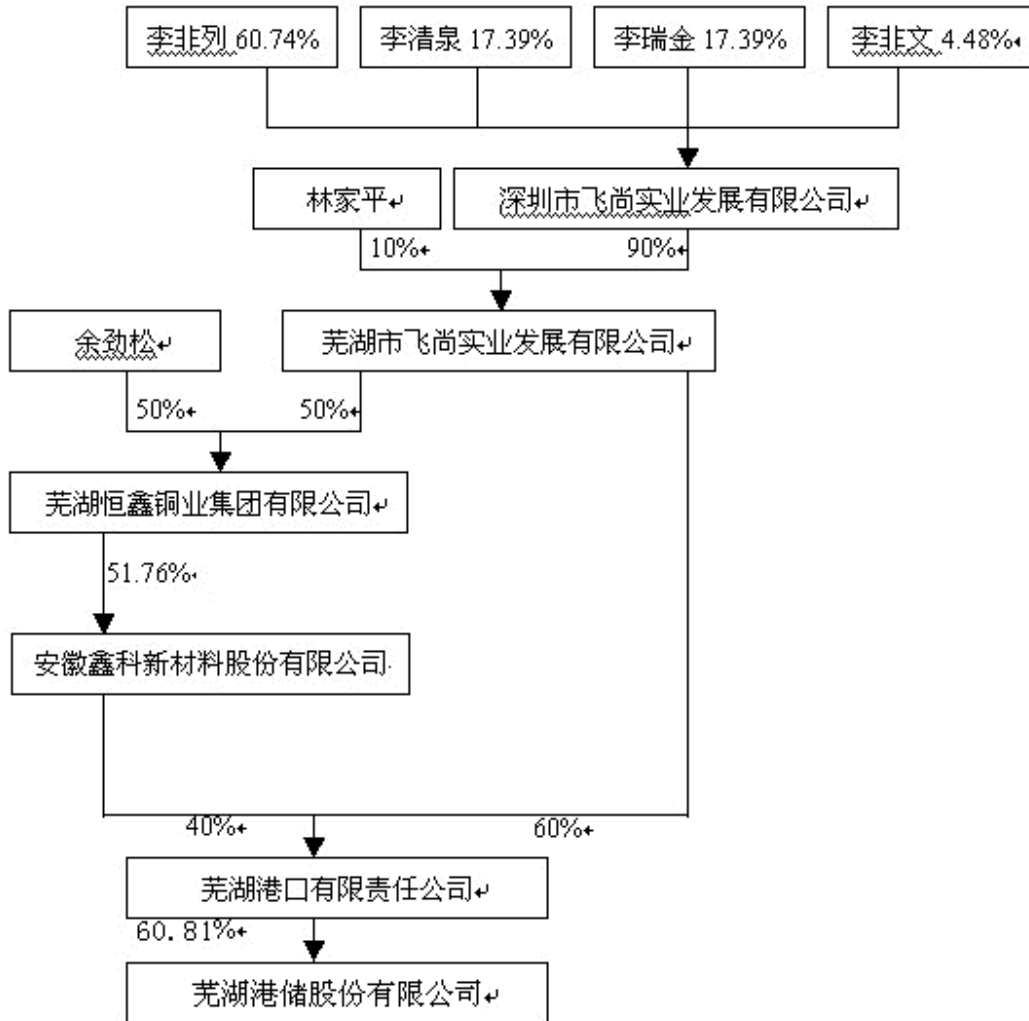 李非列 60.74%
李清泉 17.39%
李瑞金 17.39%
李非文 4.48%
林家平
深圳市飞尚实业发展有限公司
10%
90%
余劲松
芜湖市飞尚实业发展有限公司
50%
50%
芜湖恒鑫铜业集团有限公司
51.76%
安徽鑫科新材料股份有限公司
40%
60%
芜湖港口有限责任公司
60.81%
芜湖港储股份有限公司